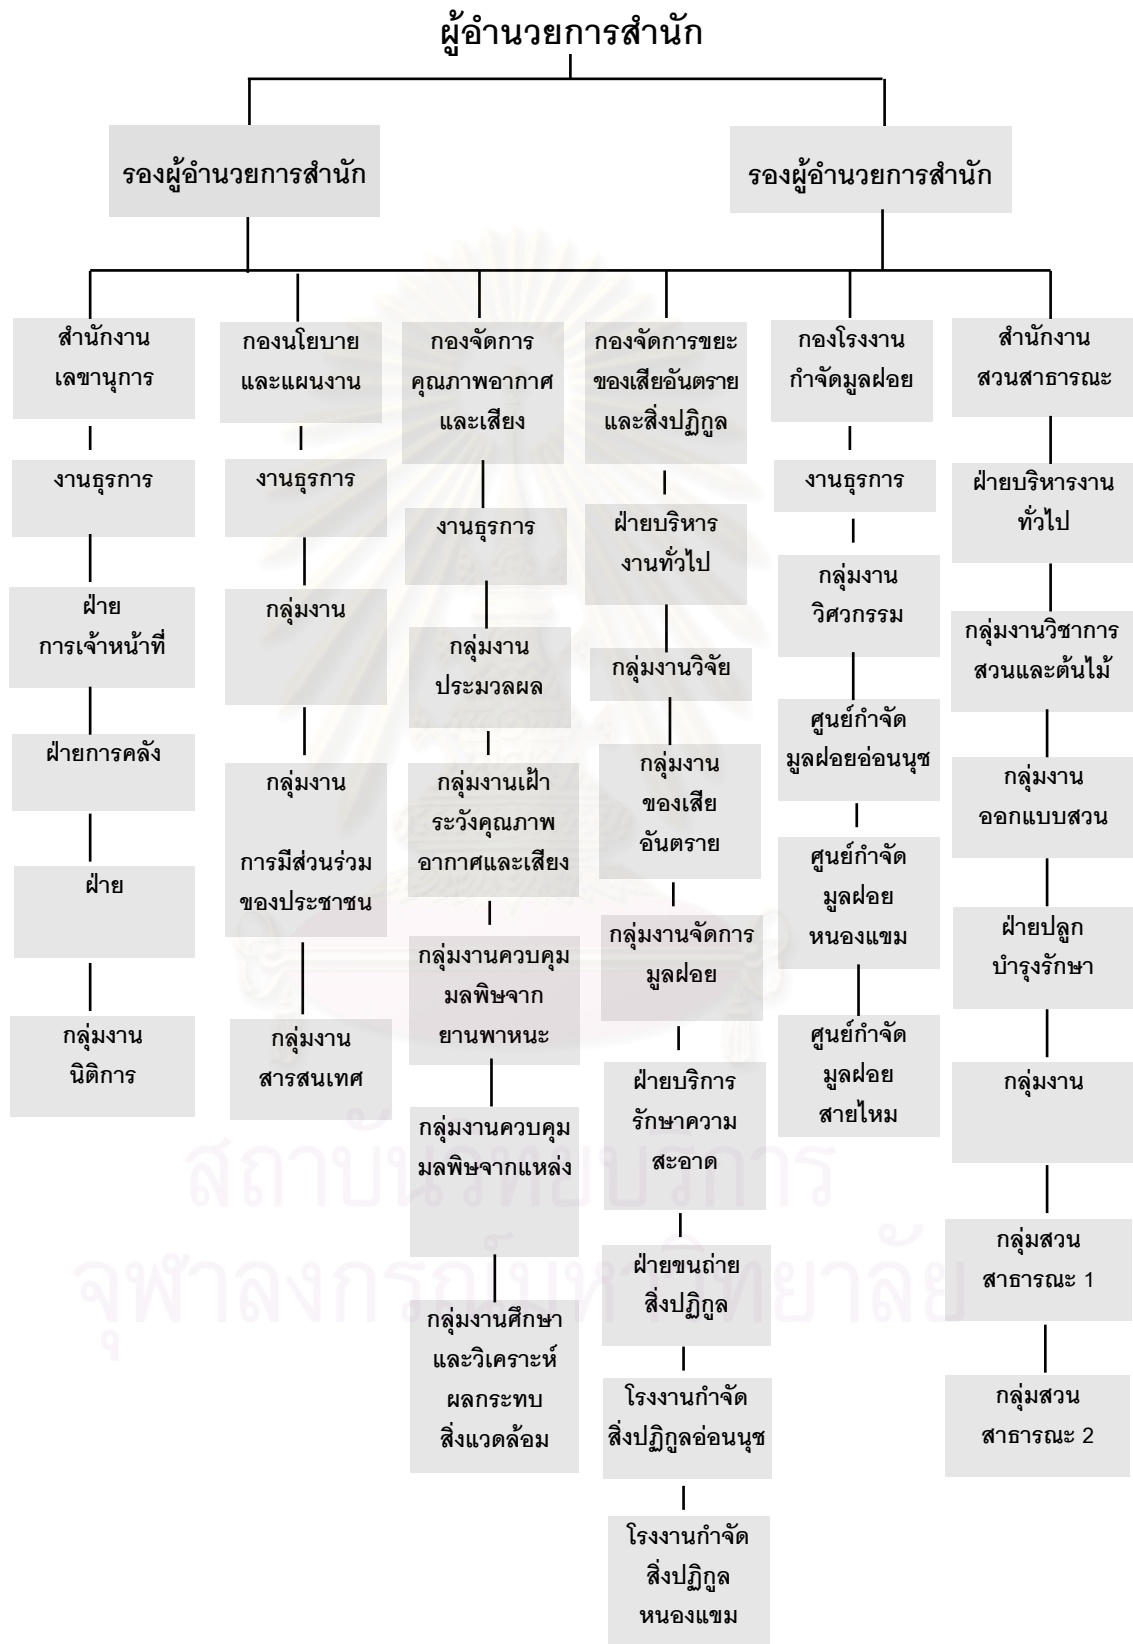 ผู้อำนวยการสำนัก
รองผู้อำนวยการสำนัก
รองผู้อำนวยการสำนัก
สำนักงาน
เลขานุการ
งานธุรการ
ฝ่าย
การเจ้าหน้าที่
ฝ่ายการคลัง
ฝ่าย
กลุ่มงาน
นิติการ
กองนโยบาย
และแผนงาน
งานธุรการ
กลุ่มงาน
กลุ่มงาน
การมีส่วนร่วม
ของประชาชน
กลุ่มงาน
สารสนเทศ
กองจัดการ
คุณภาพอากาศ
และเสียง
งานธุรการ
กลุ่มงาน
ประมวลผล
กลุ่มงานเฝ้า
ระวังคุณภาพ
อากาศและเสียง
กลุ่มงานควบคุม
มลพิษจาก
ยานพาหนะ
กลุ่มงานควบคุม
มลพิษจากแหล่ง
กลุ่มงานศึกษา
และวิเคราะห์
ผลกระทบ
สิ่งแวดล้อม
กองจัดการขยะ
ของเสียอันตราย
และสิ่งปฏิกูล
ฝ่ายบริหาร
งานทั่วไป
กลุ่มงานวิจัย
กลุ่มงาน
ของเสีย
อันตราย
กลุ่มงานจัดการ
มูลฝอย
ฝ่ายบริการ
รักษาความ
สะอาด
ฝ่ายขนถ่าย
สิ่งปฏิกูล
โรงงานกำจัด
สิ่งปฏิกูลอ่อนนุช
โรงงานกำจัด
สิ่งปฏิกูล
หนองแขม
กองโรงงาน
กำจัดมูลฝอย
งานธุรการ
กลุ่มงาน
วิศวกรรม
ศูนย์กำจัด
มูลฝอยอ่อนนุช
ศูนย์กำจัด
มูลฝอย
หนองแขม
ศูนย์กำจัด
มูลฝอย
สายไหม
สำนักงาน
สวนสาธารณะ
ฝ่ายบริหารงาน
ทั่วไป
กลุ่มงานวิชาการ
สวนและต้นไม้
กลุ่มงาน
ออกแบบสวน
ฝ่ายปลูก
บำรุงรักษา
กลุ่มงาน
กลุ่มสวน
สาธารณะ 1
กลุ่มสวน
สาธารณะ 2
สถาบันวิทยบริการ
จุฬาลงกรณ์มหาวิทยาลัย